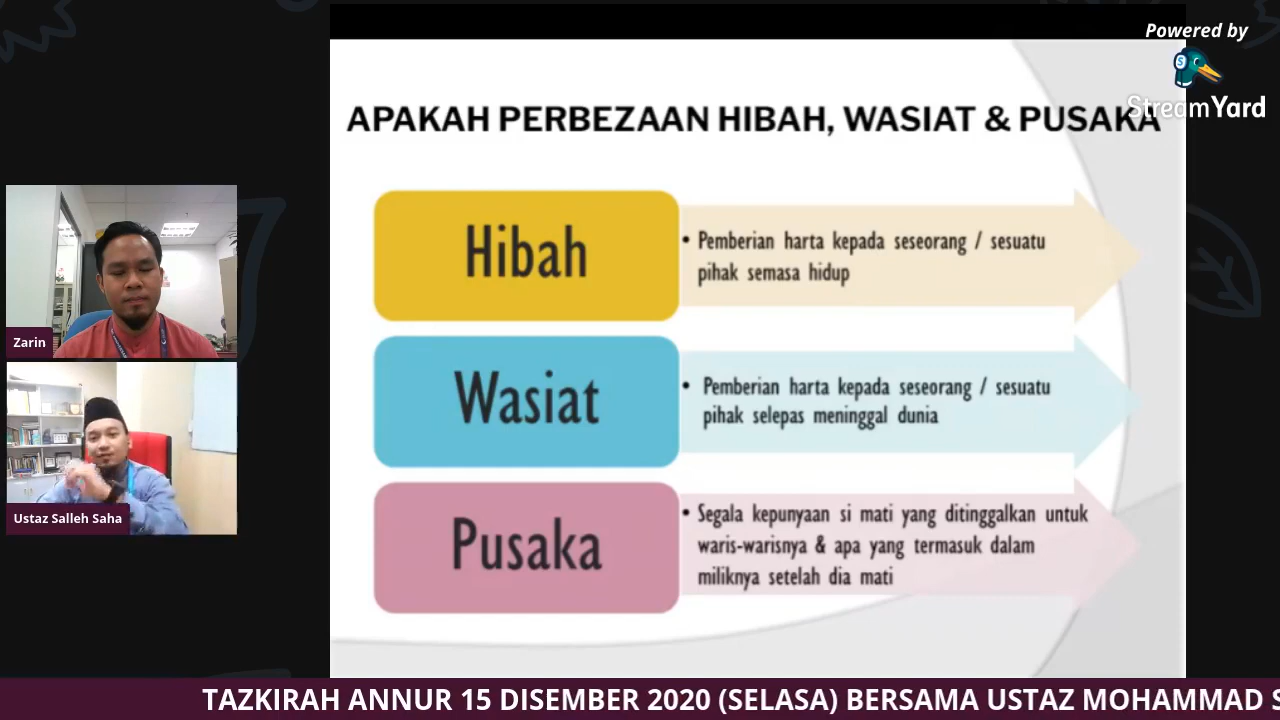 Powered by
StreamYard
APAKAH PERBEZAAN HIBAH, WASIAT & PUSAKA
Hibah
• Pemberian harta kepada seseorang / sesuatu
pihak semasa hidup
Wasiat
• Pemberian harta kepada seseorang / sesuatu
pihak selepas meninggal dunia
Pusaka
• Segala kepunyaan si mati yang ditinggalkan untuk
waris-warisnya & apa yang termasuk dalam
miliknya setelah dia mati
Zarin
Ustaz Salleh Saha
TAZKIRAH ANNUR 15 DISEMBER 2020 (SELASA) BERSAMA USTAZ MOHAMMAD S